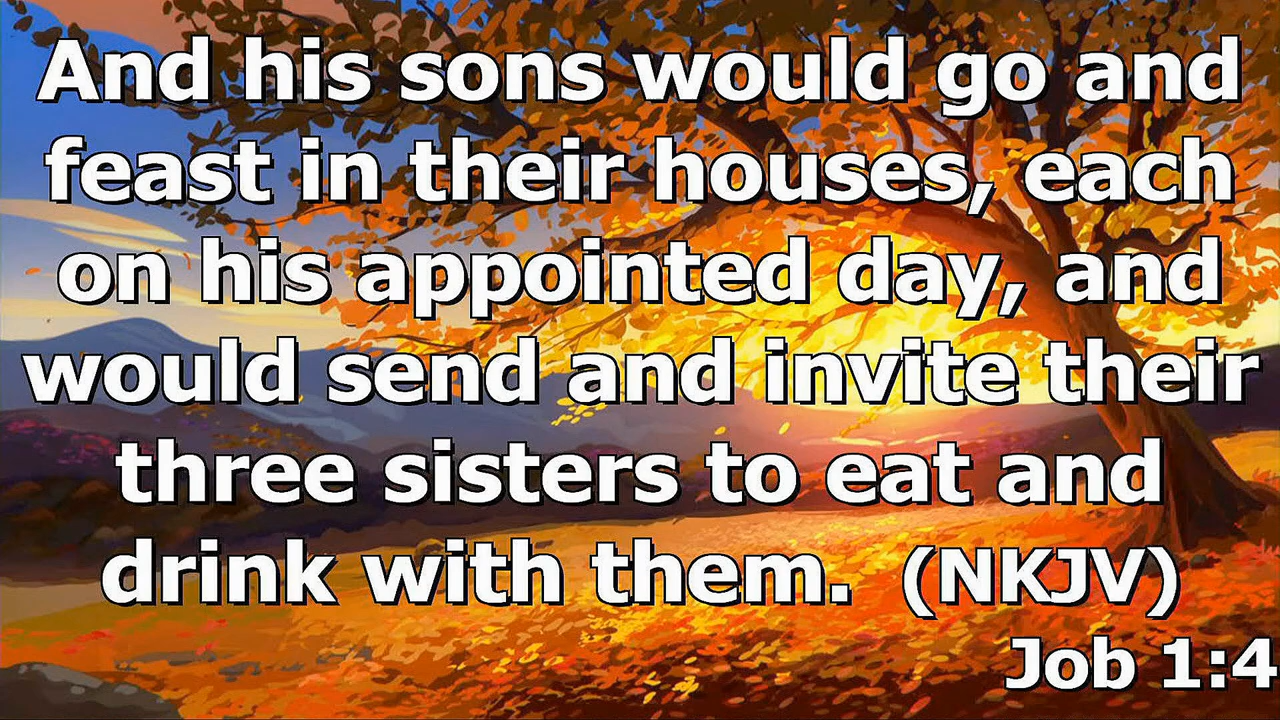 And his sons would go and
feast in their houses, each
on his appointed day, and
would send and invite their
three sisters to eat and
drink with them. (NKJV)
Job 1:4